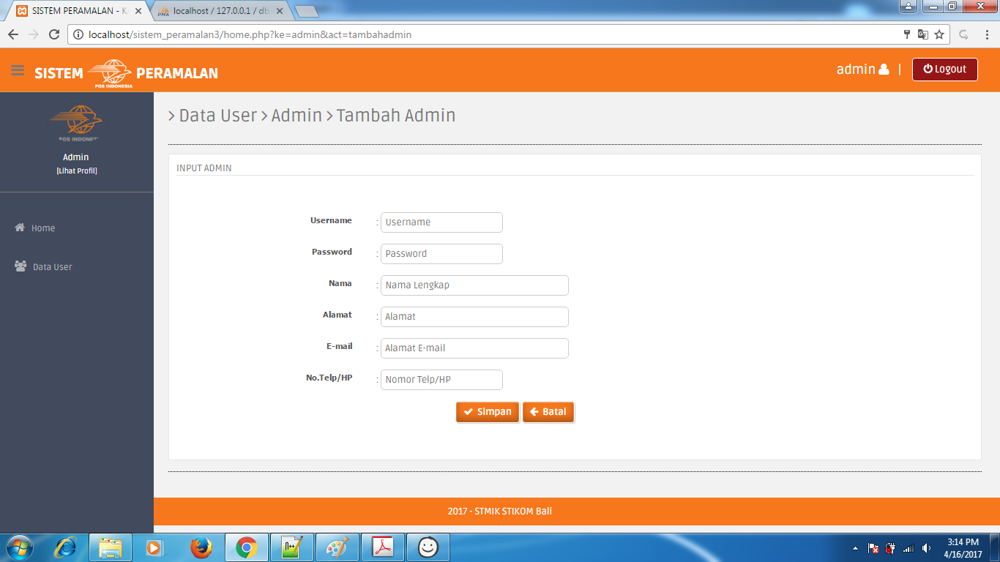 SISTEM PERAMALAN - K
localhost / 127.0.0.1 / db
localhost/sistem_peramalan3/home.php?ke=admin&act=tambahadmin
SISTEM POS INDONESIA PERAMALAN
admin | Logout
POS INDONE
Admin
[Lihat Profil]
Home
Data User
> Data User > Admin > Tambah Admin
INPUT ADMIN
Username : Username
Password : Password
Nama : Nama Lengkap
Alamat : Alamat
E-mail : Alamat E-mail
No.Telp/HP : Nomor Telp/HP
Simpan Batal
2017 - STMIK STIKOM Bali
3:14 PM
4/16/2017